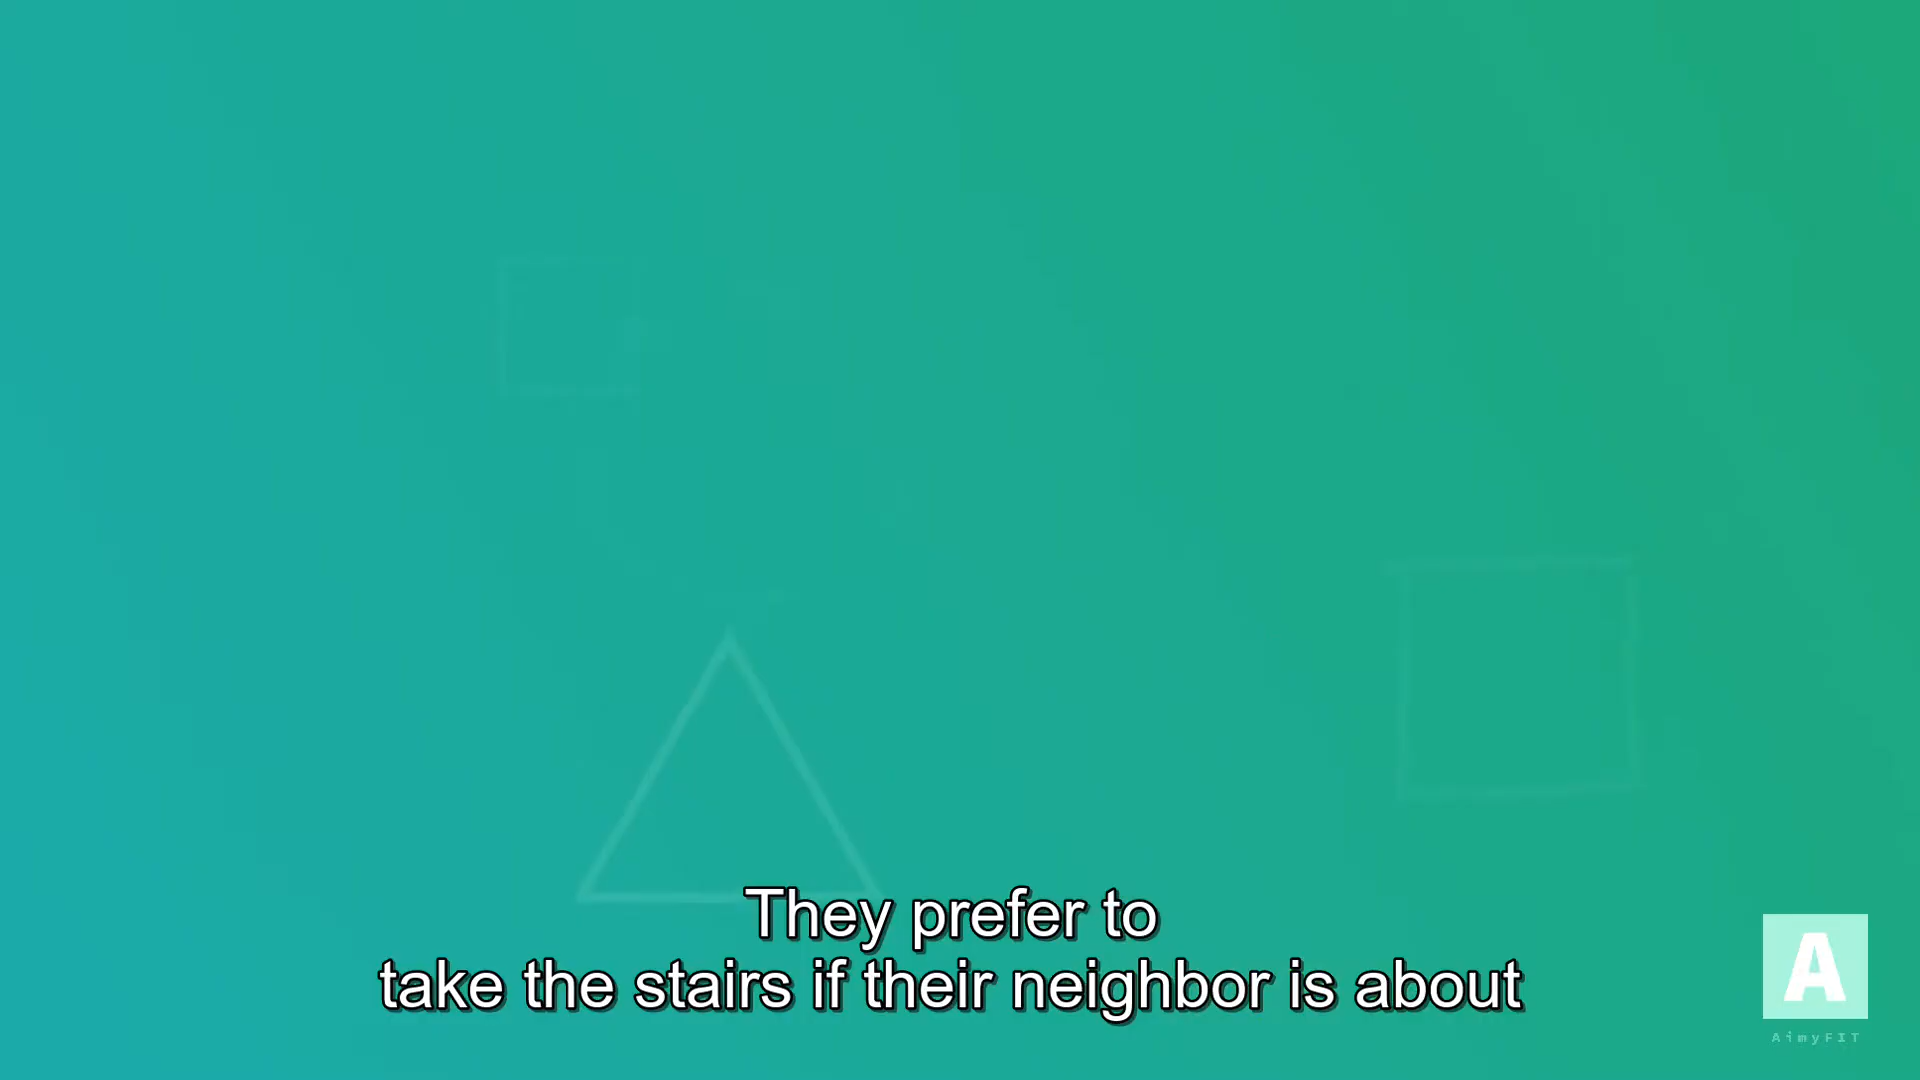 They prefer to
take the stairs if their neighbor is about
A
AimyFIT